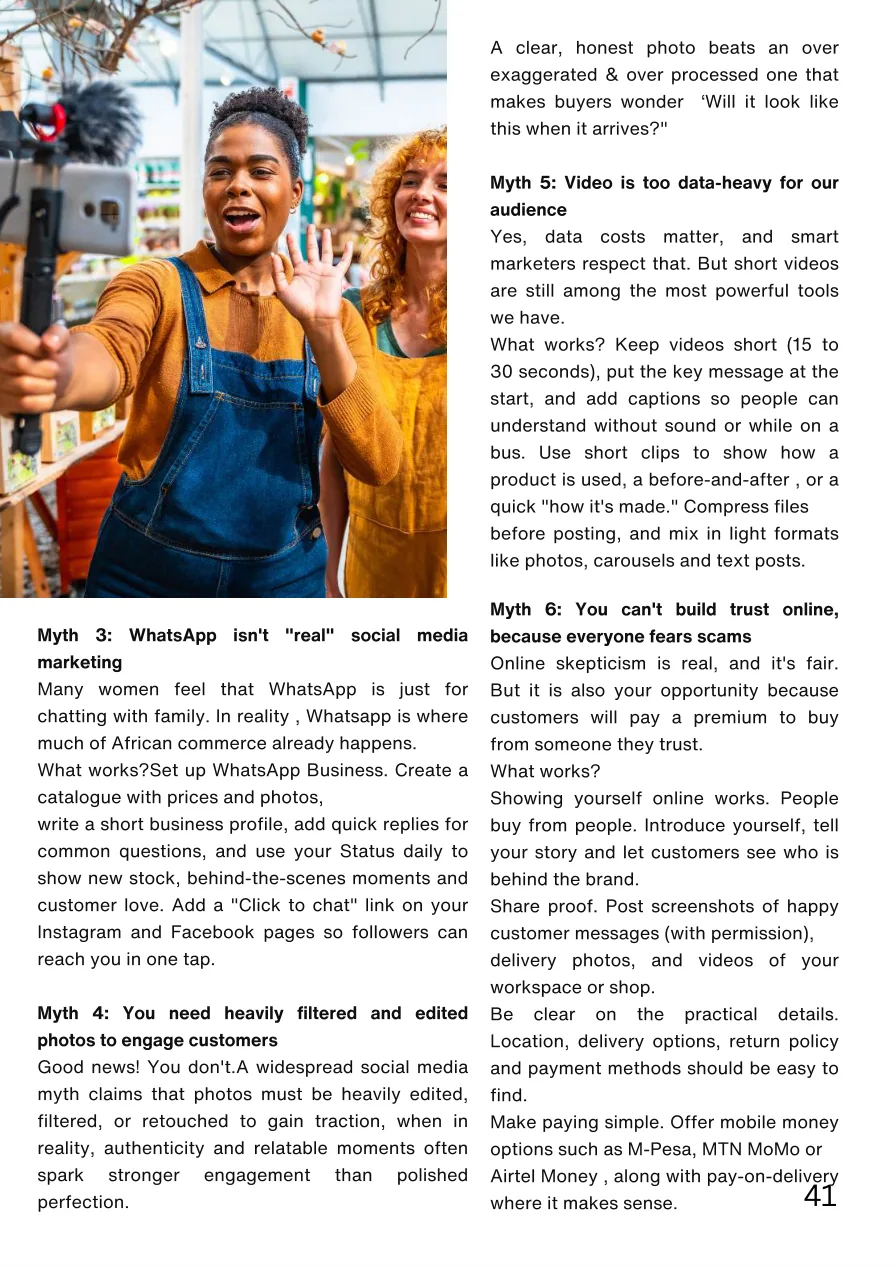 Myth 3: WhatsApp isn't "real" social media
marketing
Many women feel that WhatsApp is just for
chatting with family. In reality , Whatsapp is where
much of African commerce already happens.
What works?Set up WhatsApp Business. Create a
catalogue with prices and photos,
write a short business profile, add quick replies for
common questions, and use your Status daily to
show new stock, behind-the-scenes moments and
customer love. Add a "Click to chat" link on your
Instagram and Facebook pages so followers can
reach you in one tap.
Myth 4: You need heavily filtered and edited
photos to engage customers
Good news! You don't.A widespread social media
myth claims that photos must be heavily edited,
filtered, or retouched to gain traction, when in
reality, authenticity and relatable moments often
spark stronger engagement than polished
perfection.
A clear, honest photo beats an over
exaggerated & over processed one that
makes buyers wonder ‘Will it look like
this when it arrives?"
Myth 5: Video is too data-heavy for our
audience
Yes, data costs matter, and smart
marketers respect that. But short videos
are still among the most powerful tools
we have.
What works? Keep videos short (15 to
30 seconds), put the key message at the
start, and add captions so people can
understand without sound or while on a
bus. Use short clips to show how a
product is used, a before-and-after , or a
quick "how it's made." Compress files
before posting, and mix in light formats
like photos, carousels and text posts.
Myth 6: You can't build trust online,
because everyone fears scams
Online skepticism is real, and it's fair.
But it is also your opportunity because
customers will pay a premium to buy
from someone they trust.
What works?
Showing yourself online works. People
buy from people. Introduce yourself, tell
your story and let customers see who is
behind the brand.
Share proof. Post screenshots of happy
customer messages (with permission),
delivery photos, and videos of your
workspace or shop.
Be clear on the practical details.
Location, delivery options, return policy
and payment methods should be easy to
find.
Make paying simple. Offer mobile money
options such as M-Pesa, MTN MoMo or
Airtel Money , along with pay-on-delivery
where it makes sense.
41